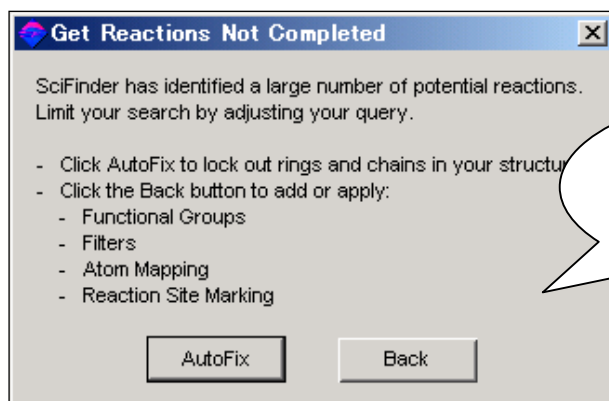 Get Reactions Not Completed
SciFinder has identified a large number of potential reactions.
Limit your search by adjusting your query.
- Click AutoFix to lock out rings and chains in your
- Click the Back button to add or apply:
- Functional Groups
- Filters
- Atom Mapping
- Reaction Site Marking
AutoFix
Back